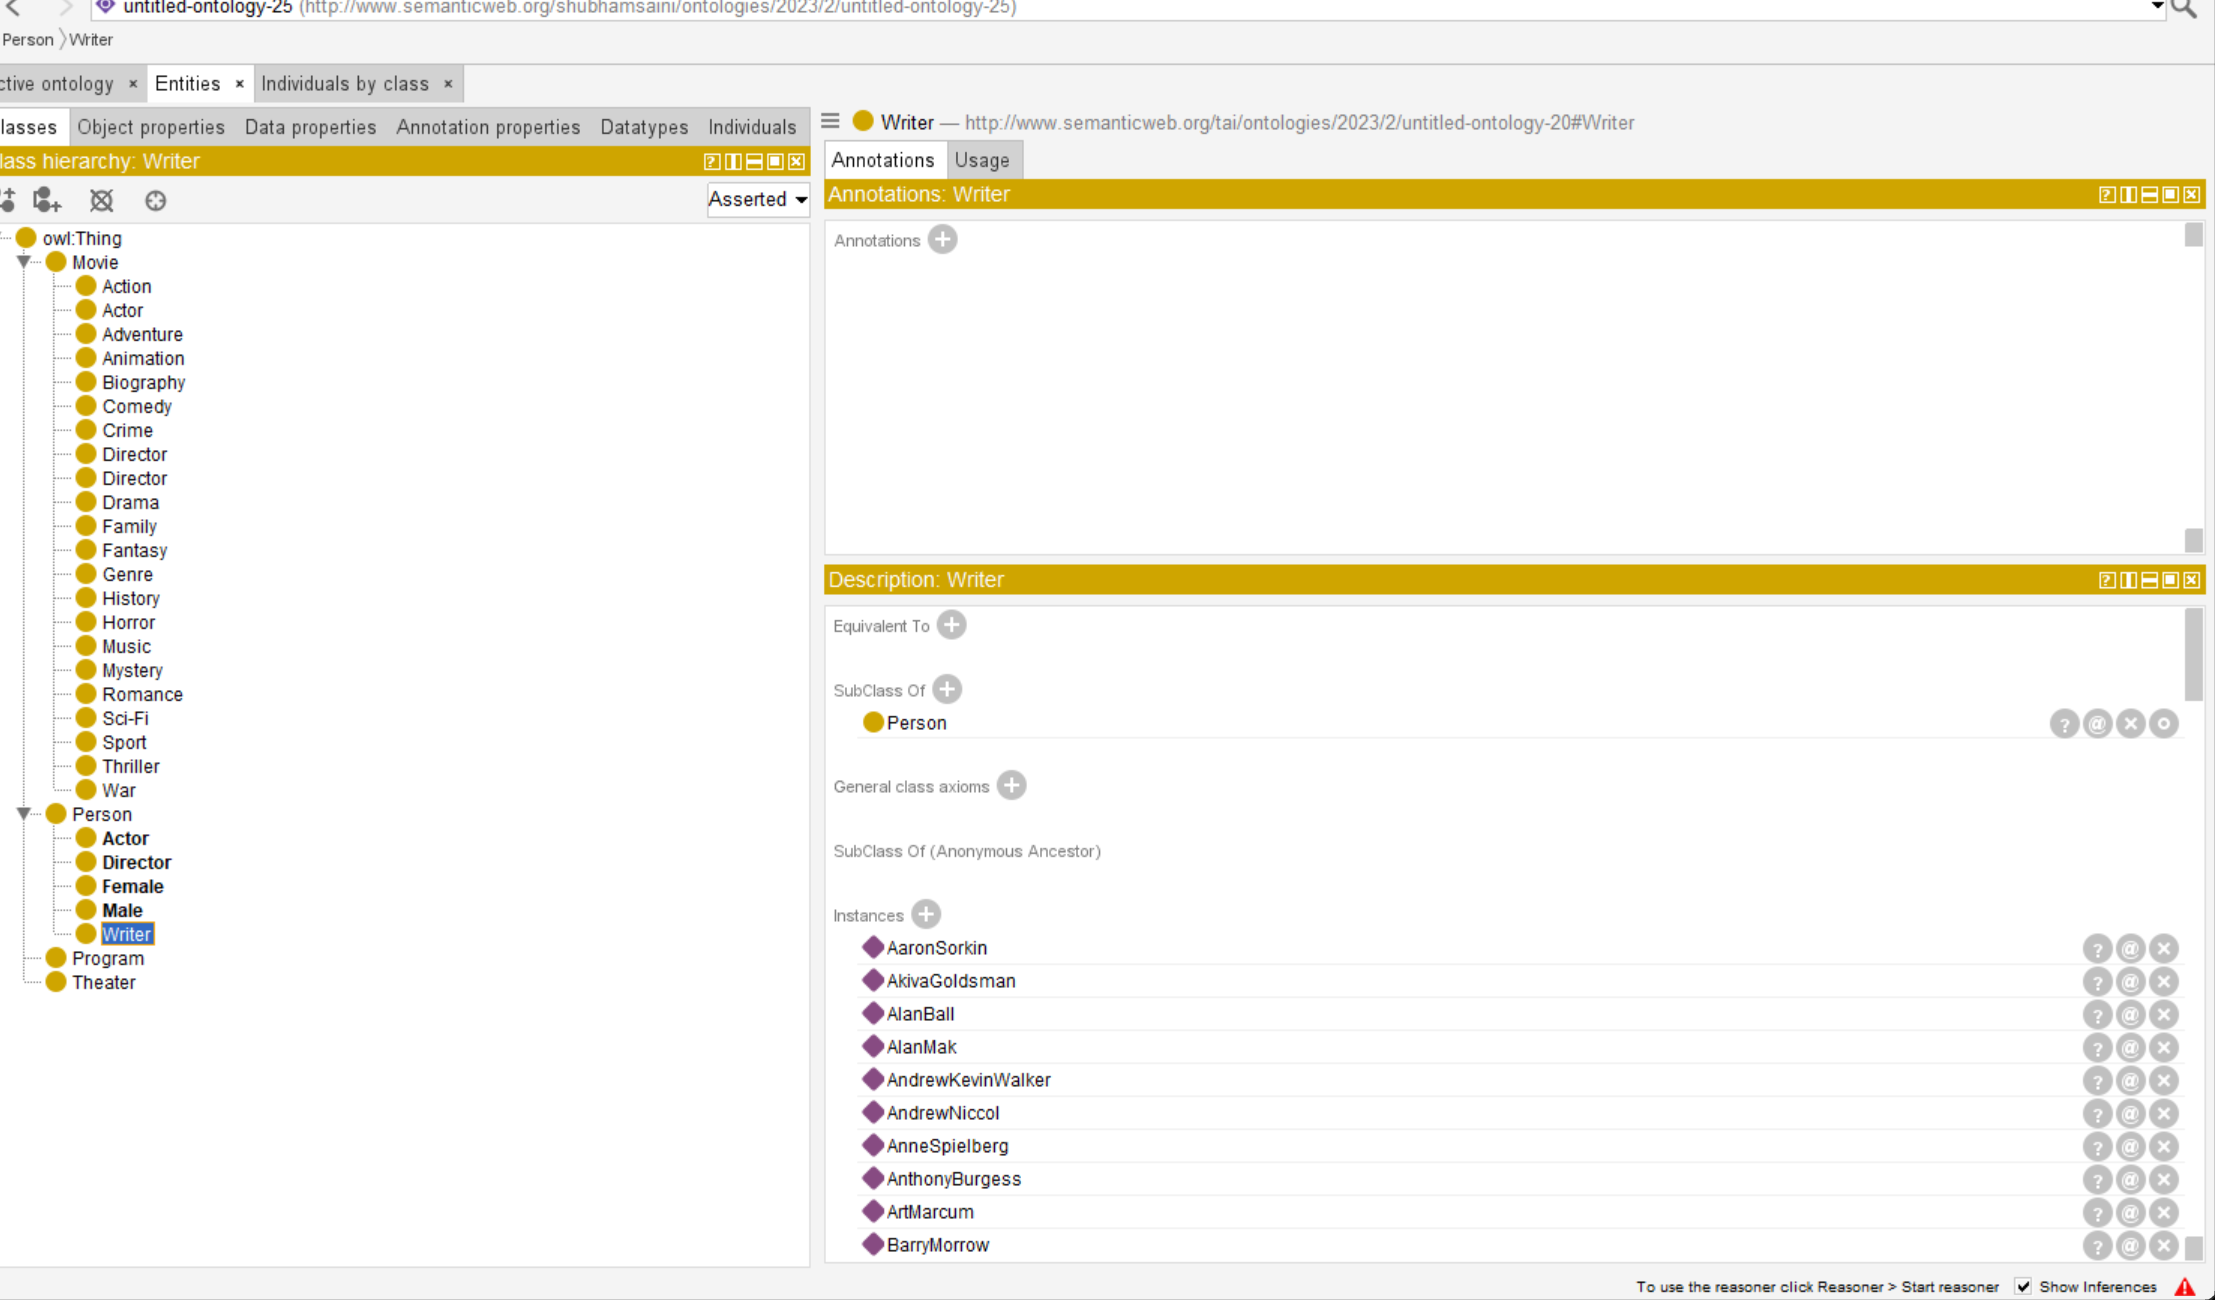 untitled-ontology-25 (http://www.semanticweb.org/shubhamsaini/ontologies/2023/2/untitled-ontology-25)
Person 〉Writer
ctive ontology × Entities × Individuals by class ×
lasses Object properties Data properties Annotation properties Datatypes Individuals
lass hierarchy: Writer
Asserted
owl:Thing
Movie
Action
Actor
Adventure
Animation
Biography
Comedy
Crime
Director
Director
Drama
Family
Fantasy
Genre
History
Horror
Music
Mystery
Romance
Sci-Fi
Sport
Thriller
War
Person
Actor
Director
Female
Male
Writer
Program
Theater
Writer — http://www.semanticweb.org/tai/ontologies/2023/2/untitled-ontology-20#Writer
Annotations Usage
Annotations: Writer
Annotations
Description: Writer
Equivalent To
SubClass Of
Person
General class axioms
SubClass Of (Anonymous Ancestor)
Instances
AaronSorkin
AkivaGoldsman
AlanBall
AlanMak
AndrewKevinWalker
AndrewNiccol
AnneSpielberg
AnthonyBurgess
ArtMarcum
BarryMorrow
To use the reasoner click Reasoner > Start reasoner Show Inferences